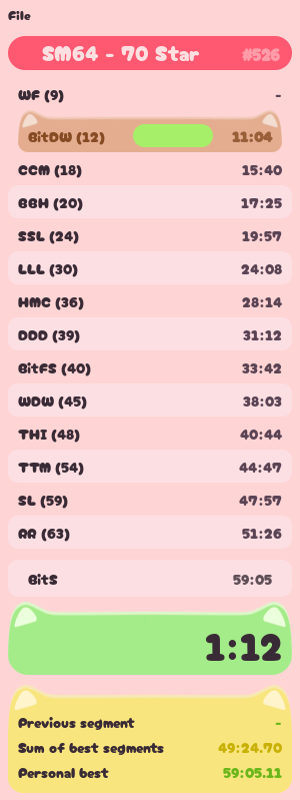 File
SM64 - 70 Star #526
WF (9) -
BitDW (12) 11:04
CCM (18) 15:40
BBH (20) 17:25
SSL (24) 19:57
LLL (30) 24:08
HMC (36) 28:14
DDD (39) 31:12
BitFS (40) 33:42
WDW (45) 38:03
THI (48) 40:44
TTM (54) 44:47
SL (59) 47:57
RR (63) 51:26
BitS 59:05
1:12
Previous segment -
Sum of best segments 49:24.70
Personal best 59:05.11